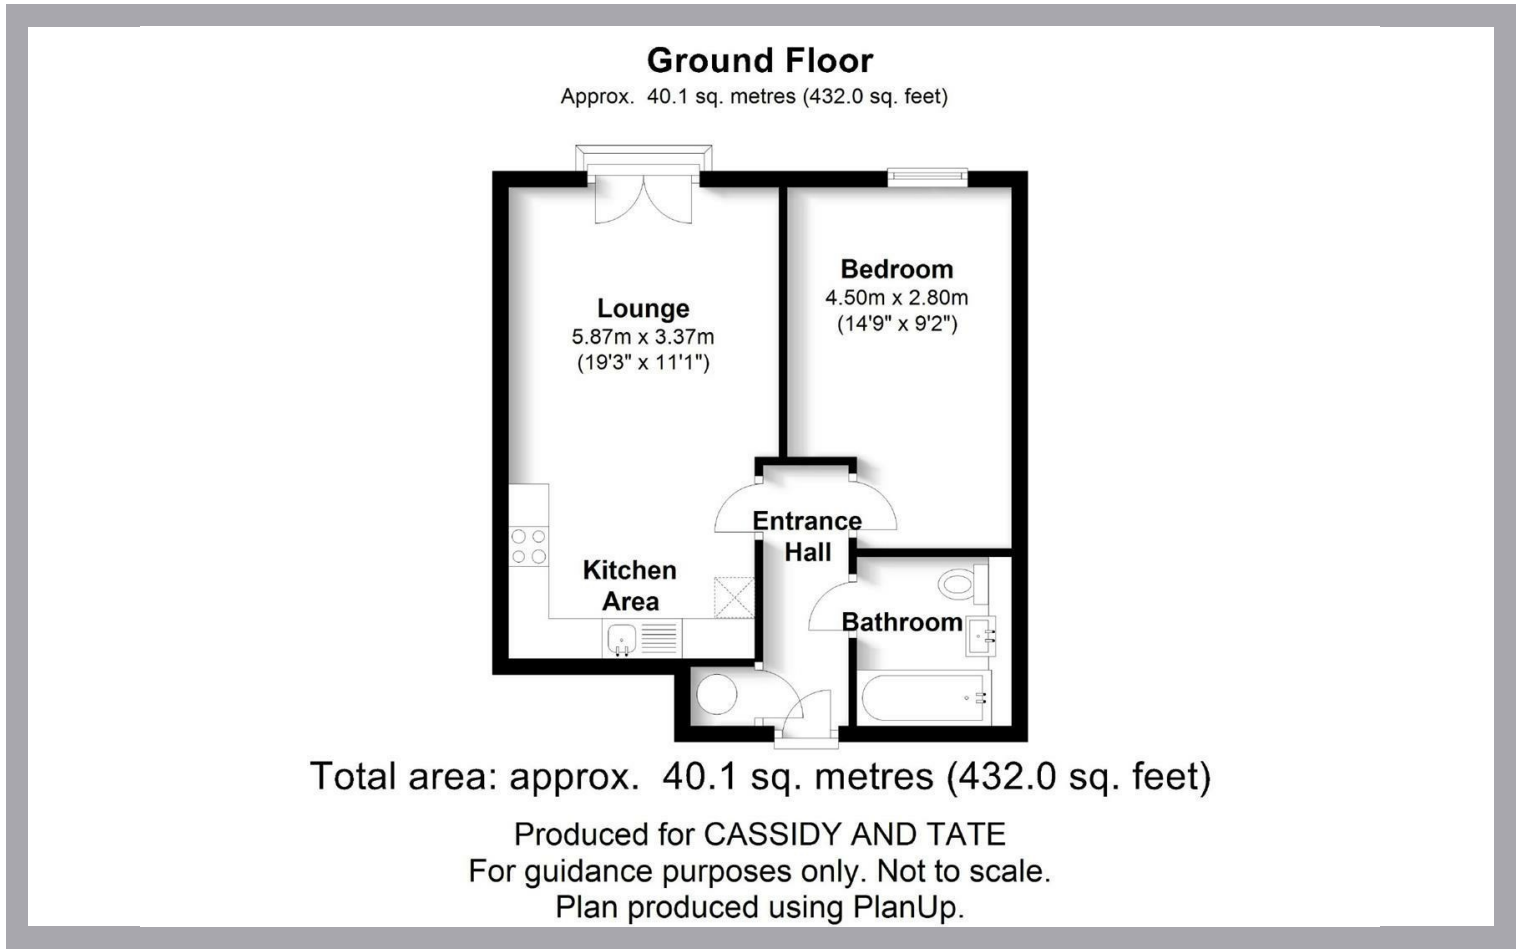 Ground Floor
Approx.  40.1 sq. metres (432.0 sq. feet)
Bedroom
4.50m x 2.80m
(14'9" x 9'2")
Lounge
5.87m x 3.37m
(19'3" x 11'1")
Entrance
Hall
Kitchen
Area
Bathroom
Total area: approx.  40.1 sq. metres (432.0 sq. feet)
Produced for CASSIDY AND TATE
For guidance purposes only. Not to scale.
Plan produced using PlanUp.